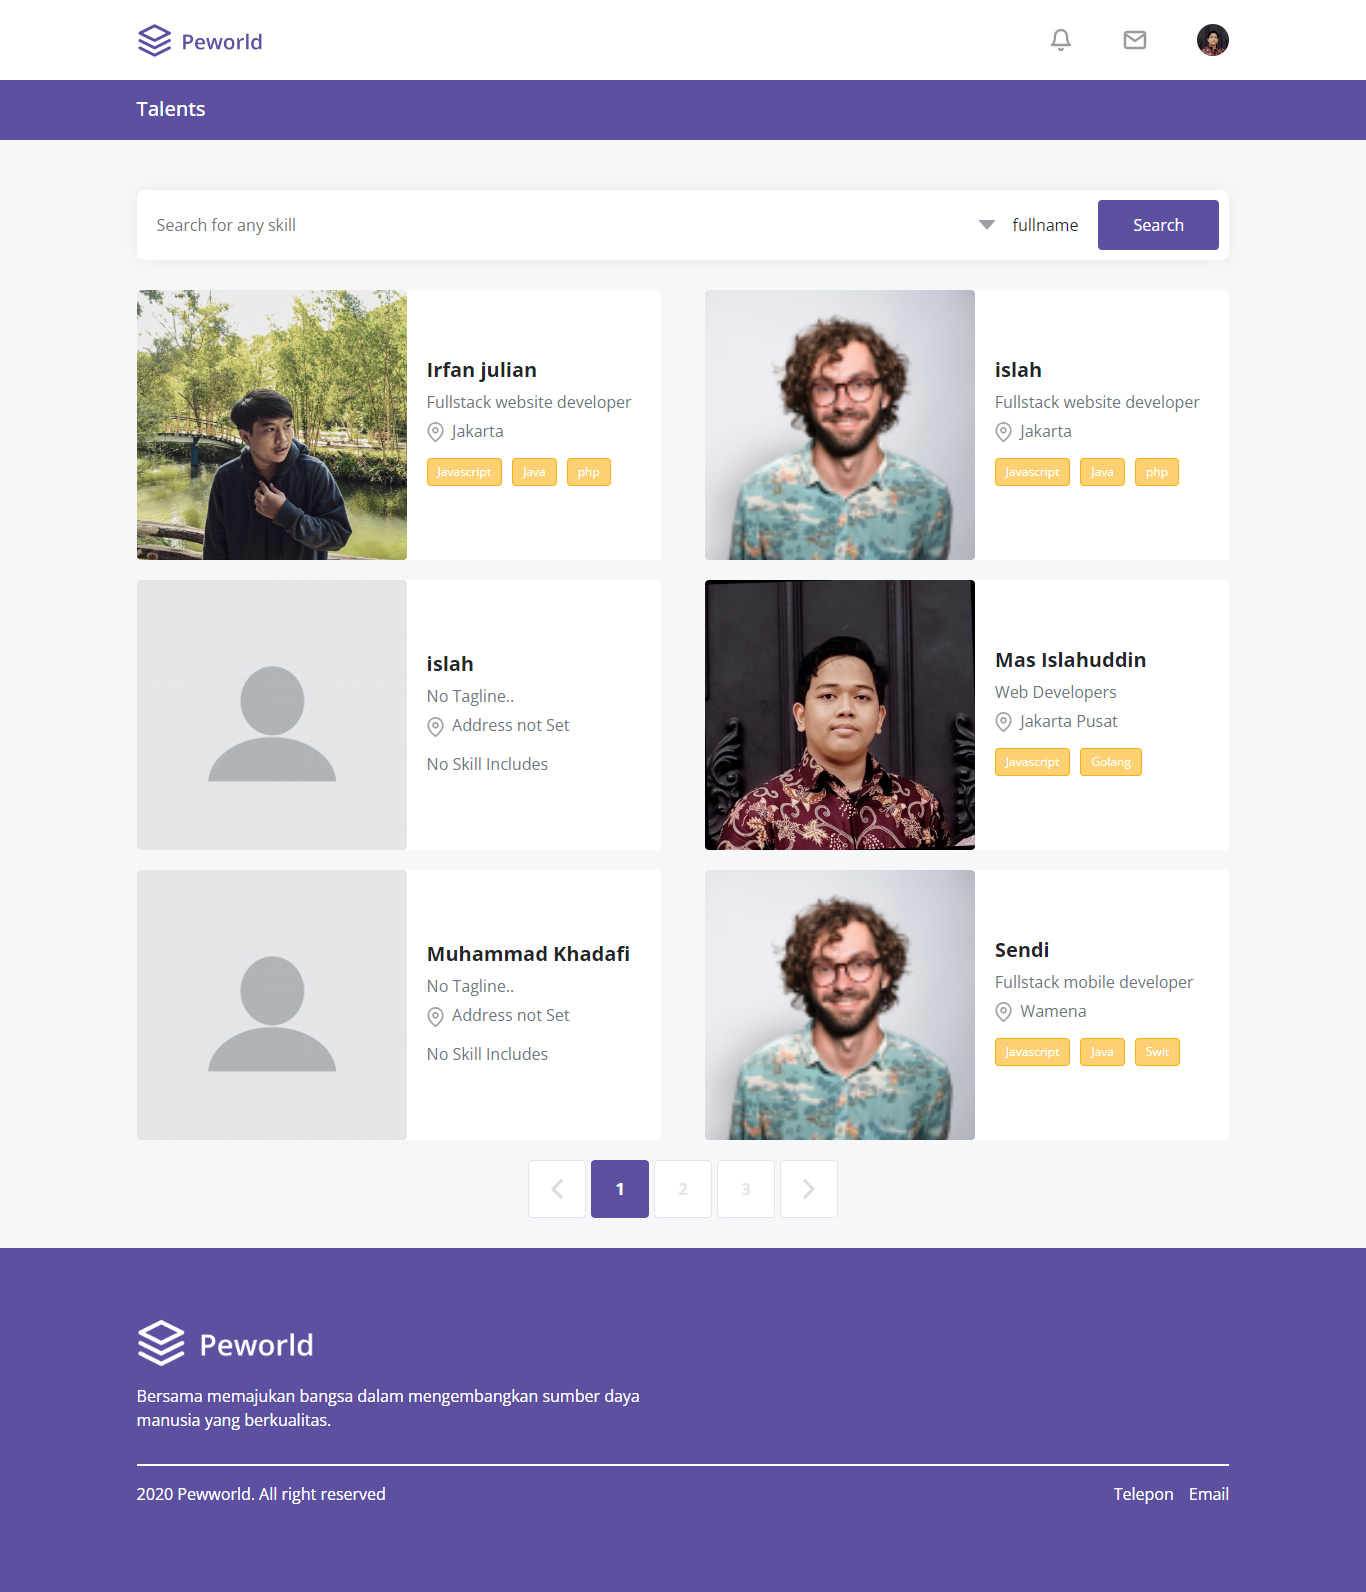 Peworld
Talents
Search for any skill
fullname
Search
Irfan julian
Fullstack website developer
Jakarta
Javascript Java php
islah
Fullstack website developer
Jakarta
Javascript Java php
islah
No Tagline..
Address not Set
No Skill Includes
Mas Islahuddin
Web Developers
Jakarta Pusat
Javascript Golang
Muhammad Khadafi
No Tagline..
Address not Set
No Skill Includes
Sendi
Fullstack mobile developer
Wamena
Javascript Java Swit
1 2 3
Peworld
Bersama memajukan bangsa dalam mengembangkan sumber daya
manusia yang berkualitas.
2020 Pewworld. All right reserved
Telepon Email